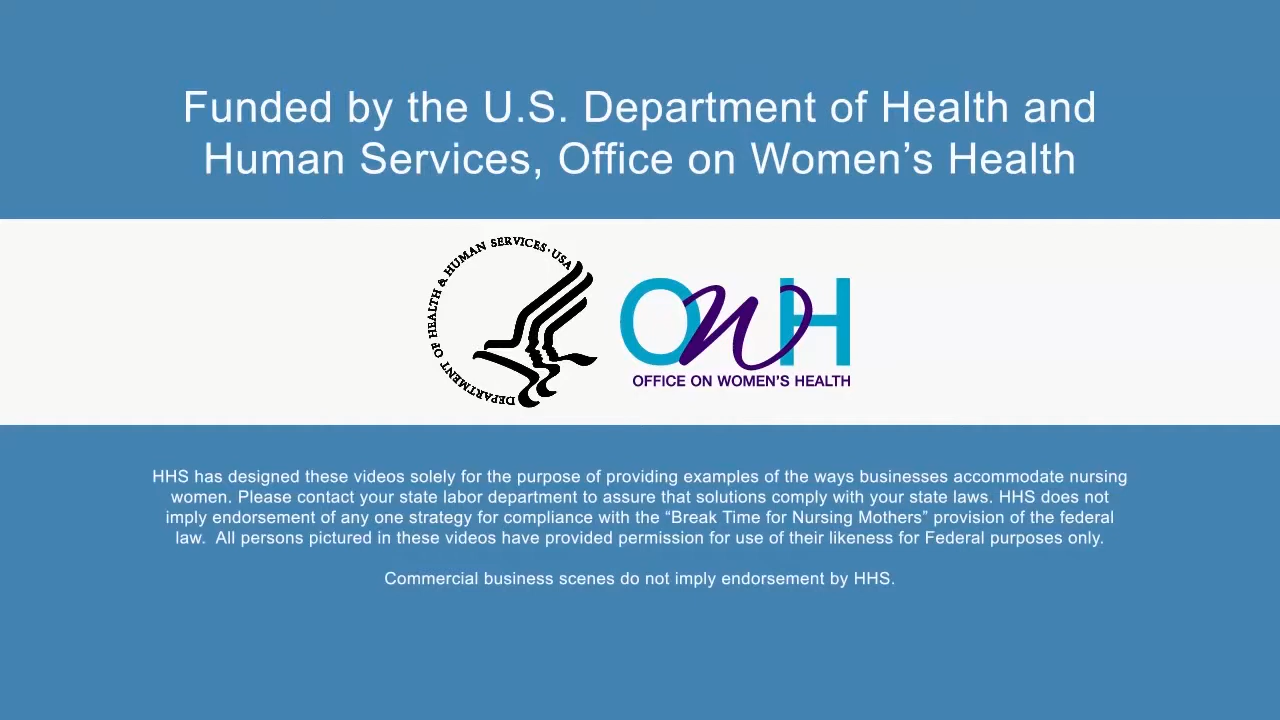 Funded by the U.S. Department of Health and
Human Services, Office on Women’s Health
DEPARTMENT OF HEALTH & HUMAN SERVICES · USA
OWH
OFFICE ON WOMEN’S HEALTH
HHS has designed these videos solely for the purpose of providing examples of the ways businesses accommodate nursing
women. Please contact your state labor department to assure that solutions comply with your state laws. HHS does not
imply endorsement of any one strategy for compliance with the “Break Time for Nursing Mothers” provision of the federal
law.  All persons pictured in these videos have provided permission for use of their likeness for Federal purposes only.
Commercial business scenes do not imply endorsement by HHS.